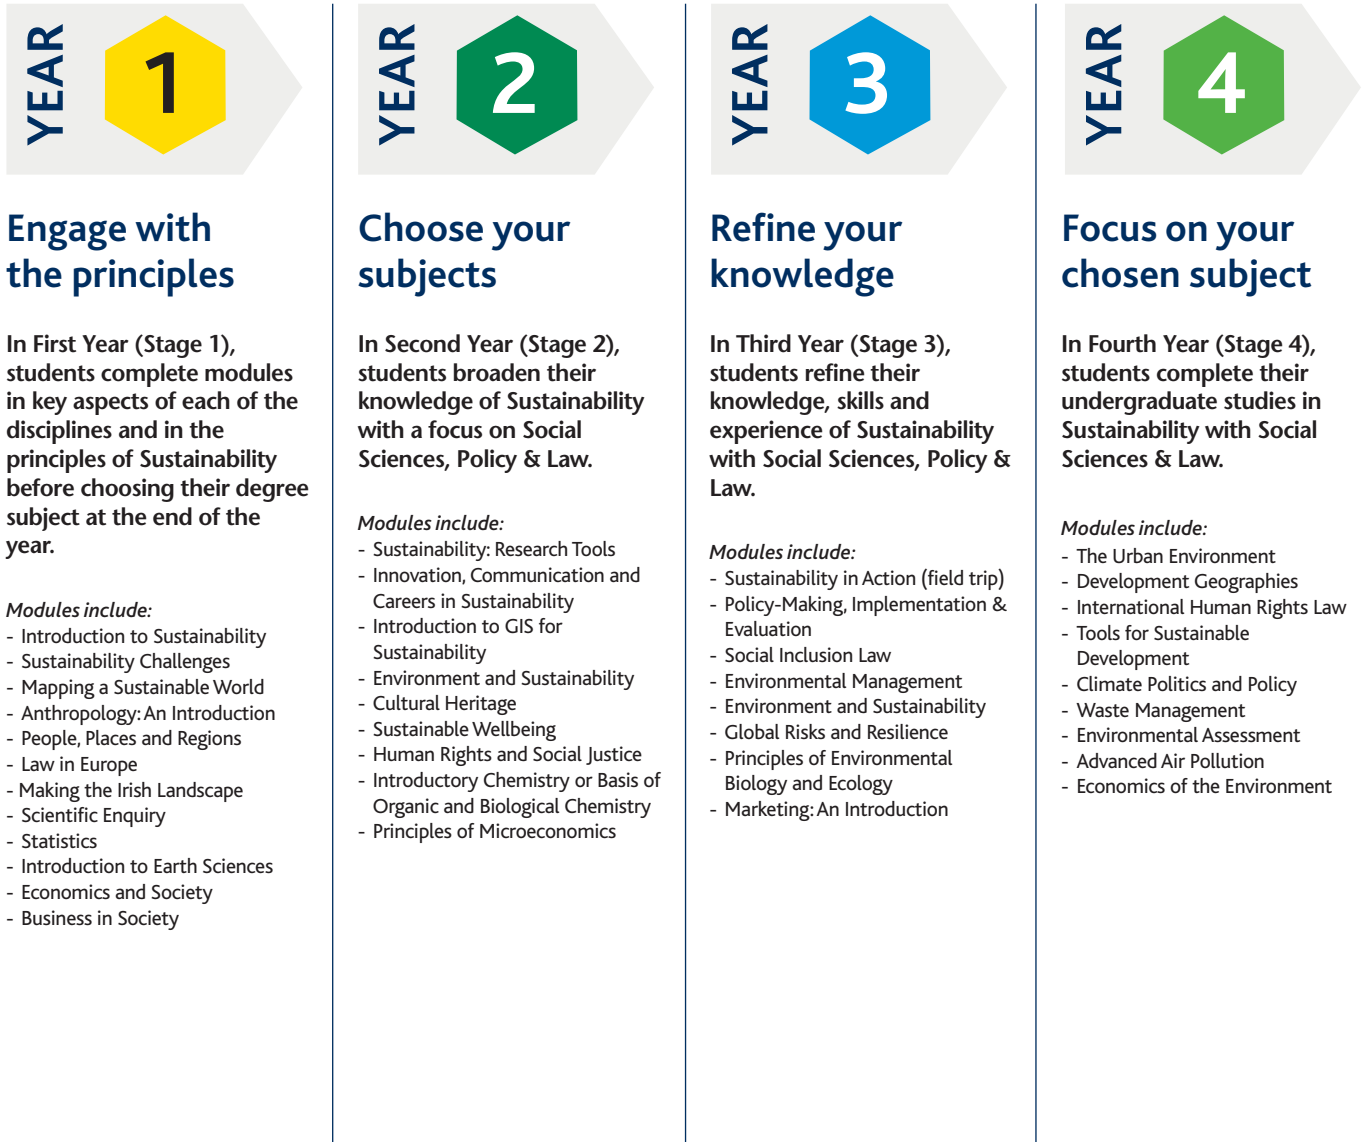 YEAR
1
Engage with
the principles
In First Year (Stage 1),
students complete modules
in key aspects of each of the
disciplines and in the
principles of Sustainability
before choosing their degree
subject at the end of the
year.
Modules include:
- Introduction to Sustainability
- Sustainability Challenges
- Mapping a Sustainable World
- Anthropology: An Introduction
- People, Places and Regions
- Law in Europe
- Making the Irish Landscape
- Scientific Enquiry
- Statistics
- Introduction to Earth Sciences
- Economics and Society
- Business in Society
YEAR
2
Choose your
subjects
In Second Year (Stage 2),
students broaden their
knowledge of Sustainability
with a focus on Social
Sciences, Policy & Law.
Modules include:
- Sustainability: Research Tools
- Innovation, Communication and
Careers in Sustainability
- Introduction to GIS for
Sustainability
- Environment and Sustainability
- Cultural Heritage
- Sustainable Wellbeing
- Human Rights and Social Justice
- Introductory Chemistry or Basis of
Organic and Biological Chemistry
- Principles of Microeconomics
YEAR
3
Refine your
knowledge
In Third Year (Stage 3),
students refine their
knowledge, skills and
experience of Sustainability
with Social Sciences, Policy &
Law.
Modules include:
- Sustainability in Action (field trip)
- Policy-Making, Implementation &
Evaluation
- Social Inclusion Law
- Environmental Management
- Environment and Sustainability
- Global Risks and Resilience
- Principles of Environmental
Biology and Ecology
- Marketing: An Introduction
YEAR
4
Focus on your
chosen subject
In Fourth Year (Stage 4),
students complete their
undergraduate studies in
Sustainability with Social
Sciences & Law.
Modules include:
- The Urban Environment
- Development Geographies
- International Human Rights Law
- Tools for Sustainable
Development
- Climate Politics and Policy
- Waste Management
- Environmental Assessment
- Advanced Air Pollution
- Economics of the Environment